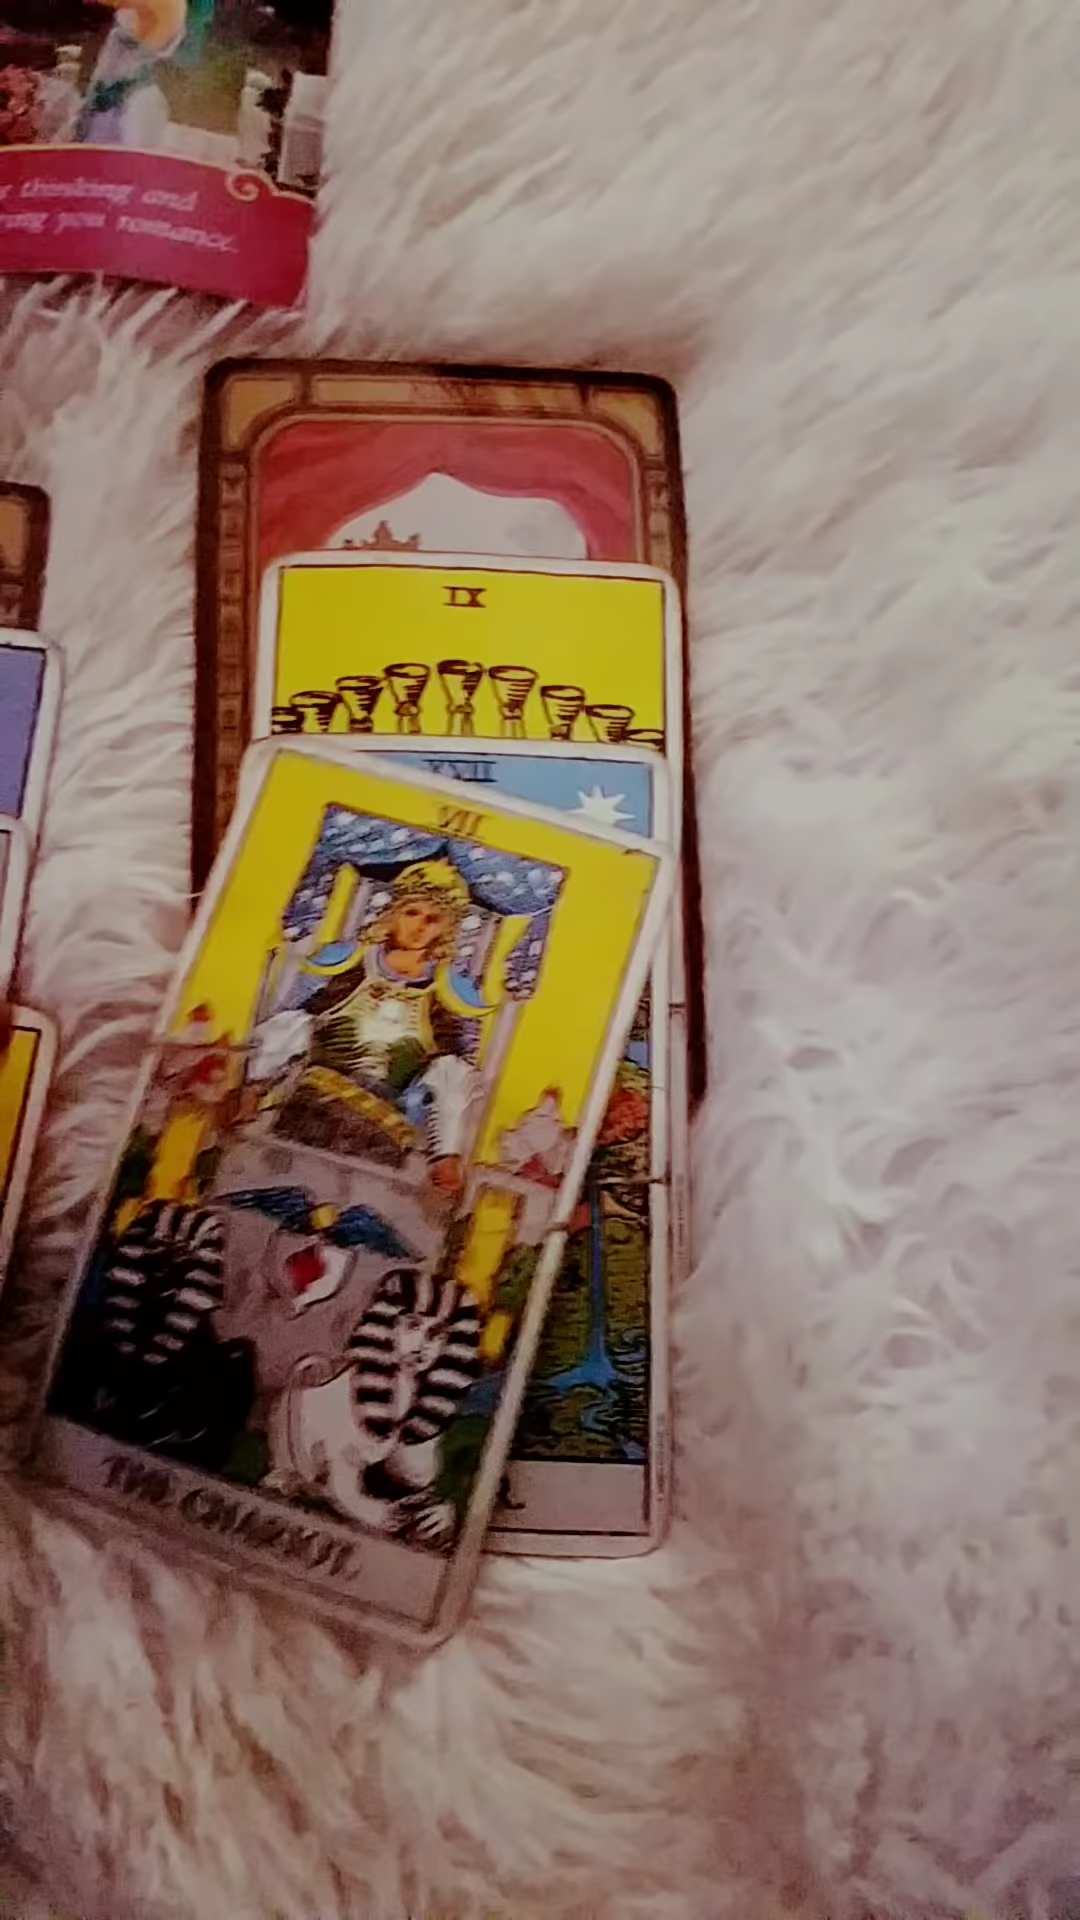 thinking and
you romance.
IX
XVII
VII.
THE CHARIOT.
R